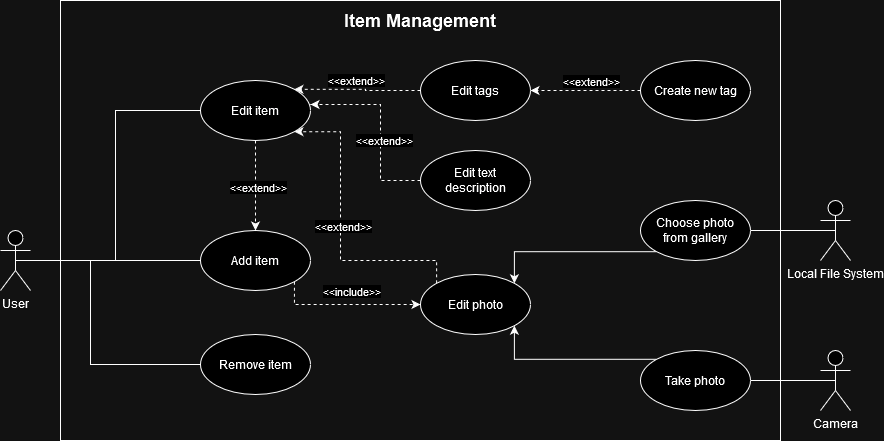 Item Management
<<extend>>
<<extend>>
Edit item
Edit tags
Create new tag
<<extend>>
Edit text
description
<<extend>>
<<extend>>
Choose photo
from gallery
Add item
User
Local File System
<<include>>
Edit photo
Remove item
Take photo
Camera